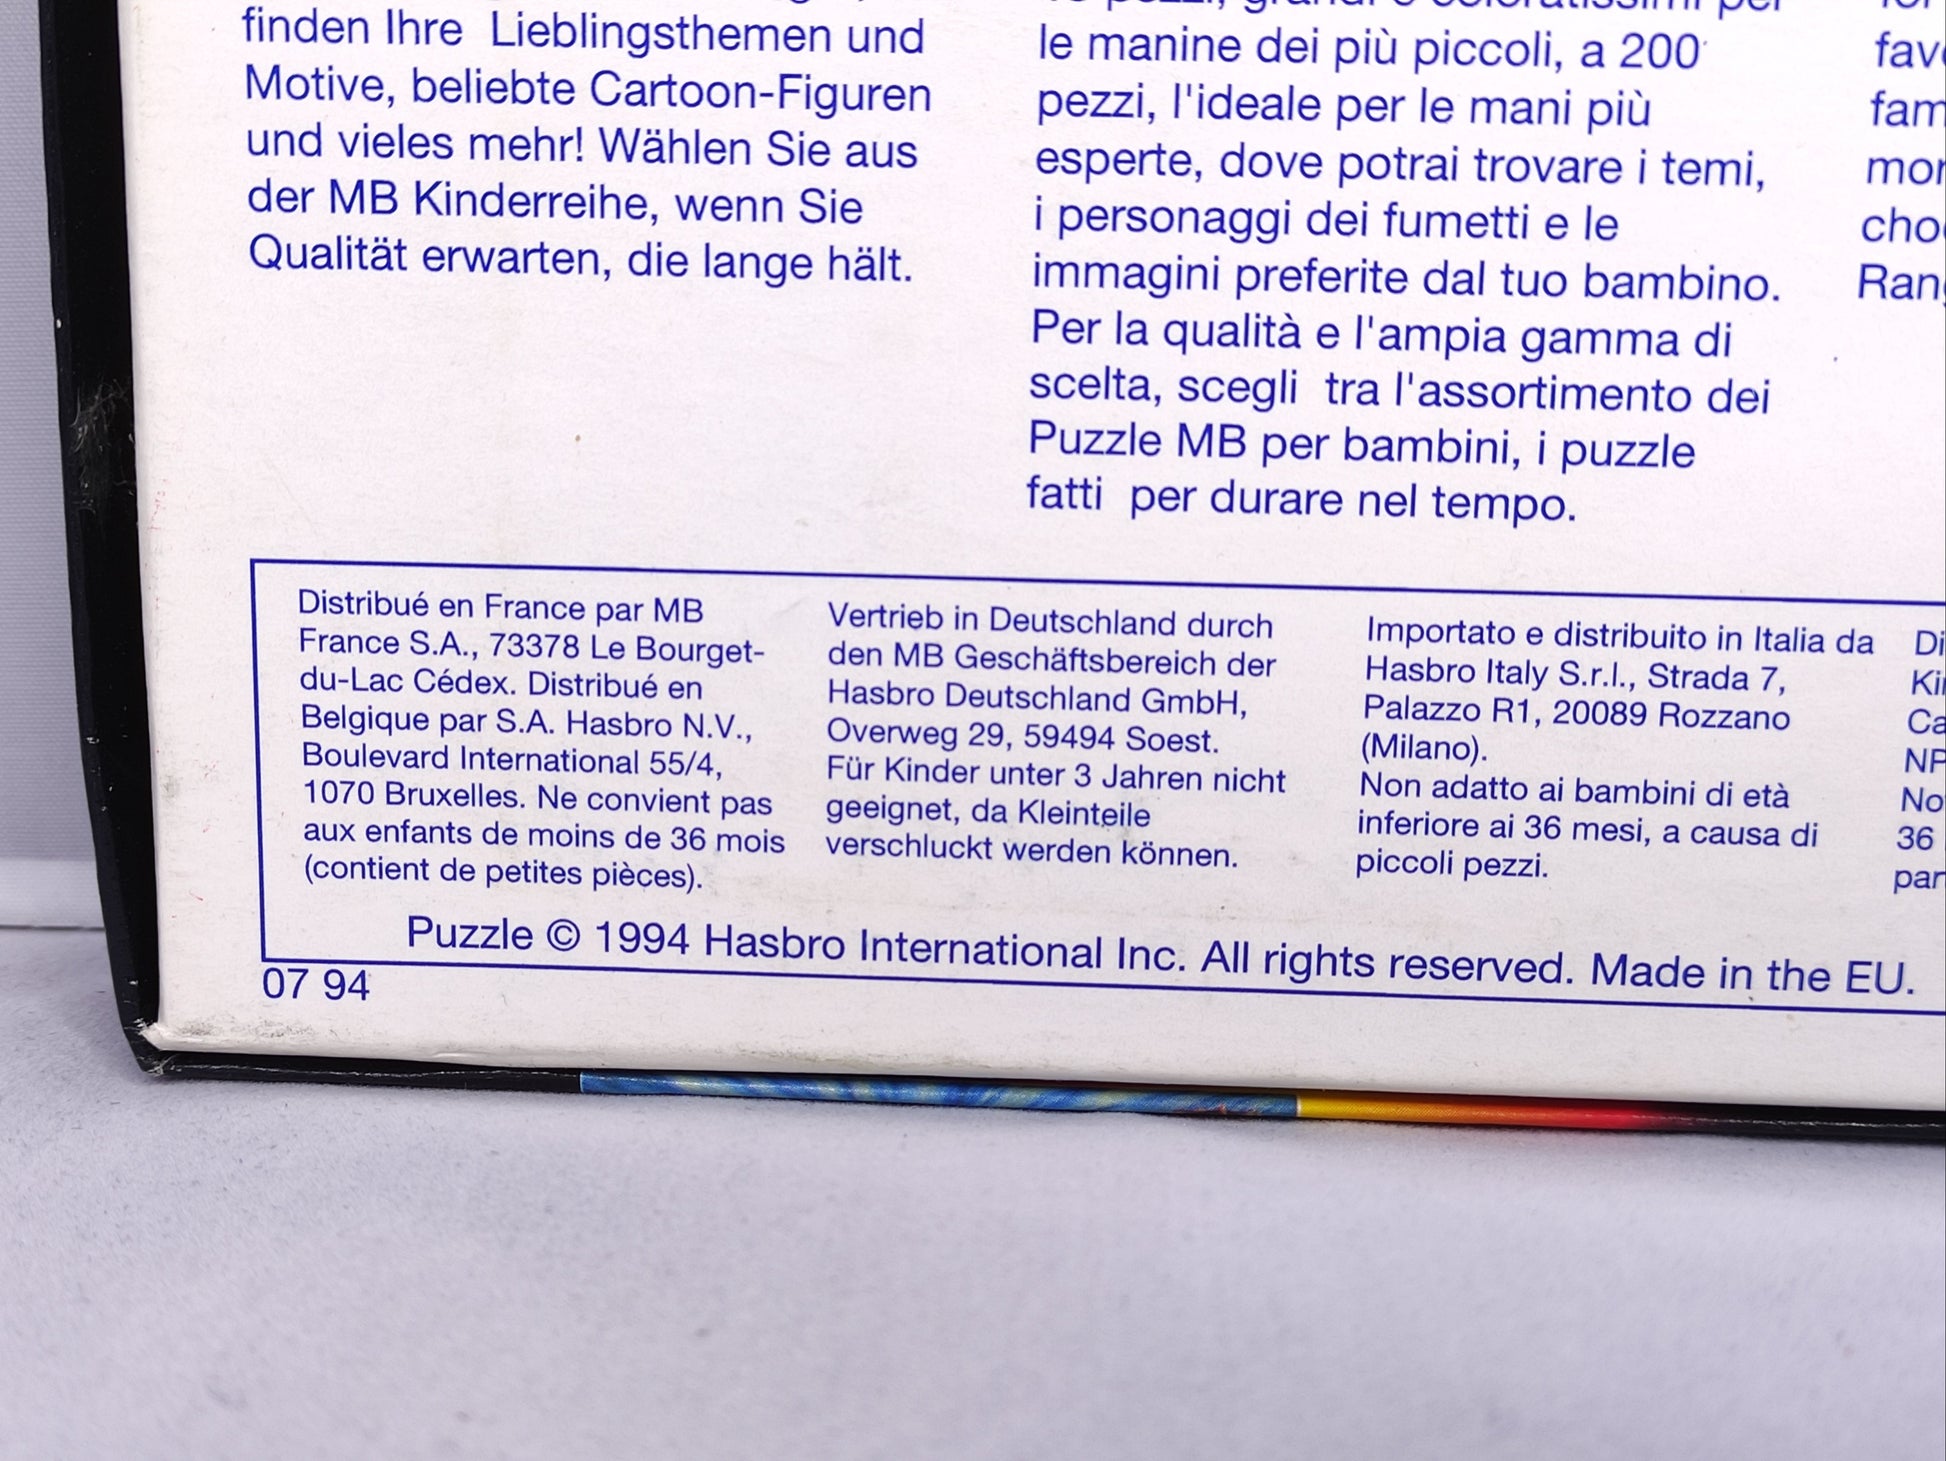 finden Ihre  Lieblingsthemen und
Motive, beliebte Cartoon-Figuren
und vieles mehr! Wählen Sie aus
der MB Kinderreihe, wenn Sie
Qualität erwarten, die lange hält.
pezzi, grandi e coloratissimi per
le manine dei più piccoli, a 200
pezzi, l'ideale per le mani più
esperte, dove potrai trovare i temi,
i personaggi dei fumetti e le
immagini preferite dal tuo bambino.
Per la qualità e l'ampia gamma di
scelta, scegli  tra l'assortimento dei
Puzzle MB per bambini, i puzzle
fatti  per durare nel tempo.
Distribué en France par MB
France S.A., 73378 Le Bourget-
du-Lac Cédex. Distribué en
Belgique par S.A. Hasbro N.V.,
Boulevard International 55/4,
1070 Bruxelles. Ne convient pas
aux enfants de moins de 36 mois
(contient de petites pièces).
Vertrieb in Deutschland durch
den MB Geschäftsbereich der
Hasbro Deutschland GmbH,
Overweg 29, 59494 Soest.
Für Kinder unter 3 Jahren nicht
geeignet, da Kleinteile
verschluckt werden können.
Importato e distribuito in Italia da
Hasbro Italy S.r.l., Strada 7,
Palazzo R1, 20089 Rozzano
(Milano).
Non adatto ai bambini di età
inferiore ai 36 mesi, a causa di
piccoli pezzi.
36
Puzzle © 1994 Hasbro International Inc. All rights reserved. Made in the EU.
07 94